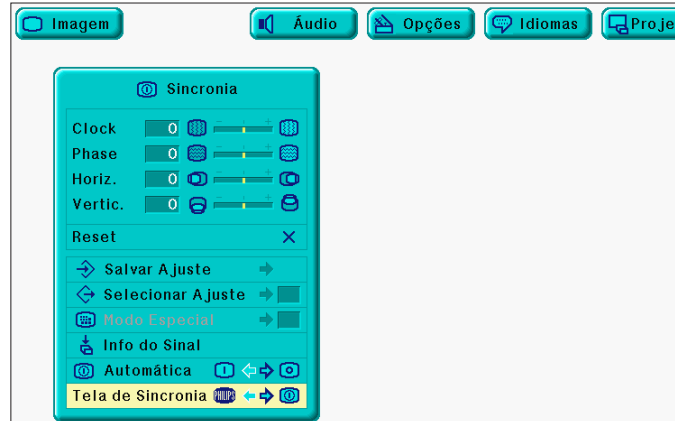 Imagem Áudio Opções Idiomas Proje
Sincronia
Clock 0
Phase 0
Horiz. 0
Vertic. 0
Reset
Salvar Ajuste
Selecionar Ajuste
Modo Especial
Info do Sinal
Automática
Tela de Sincronia PHILIPS